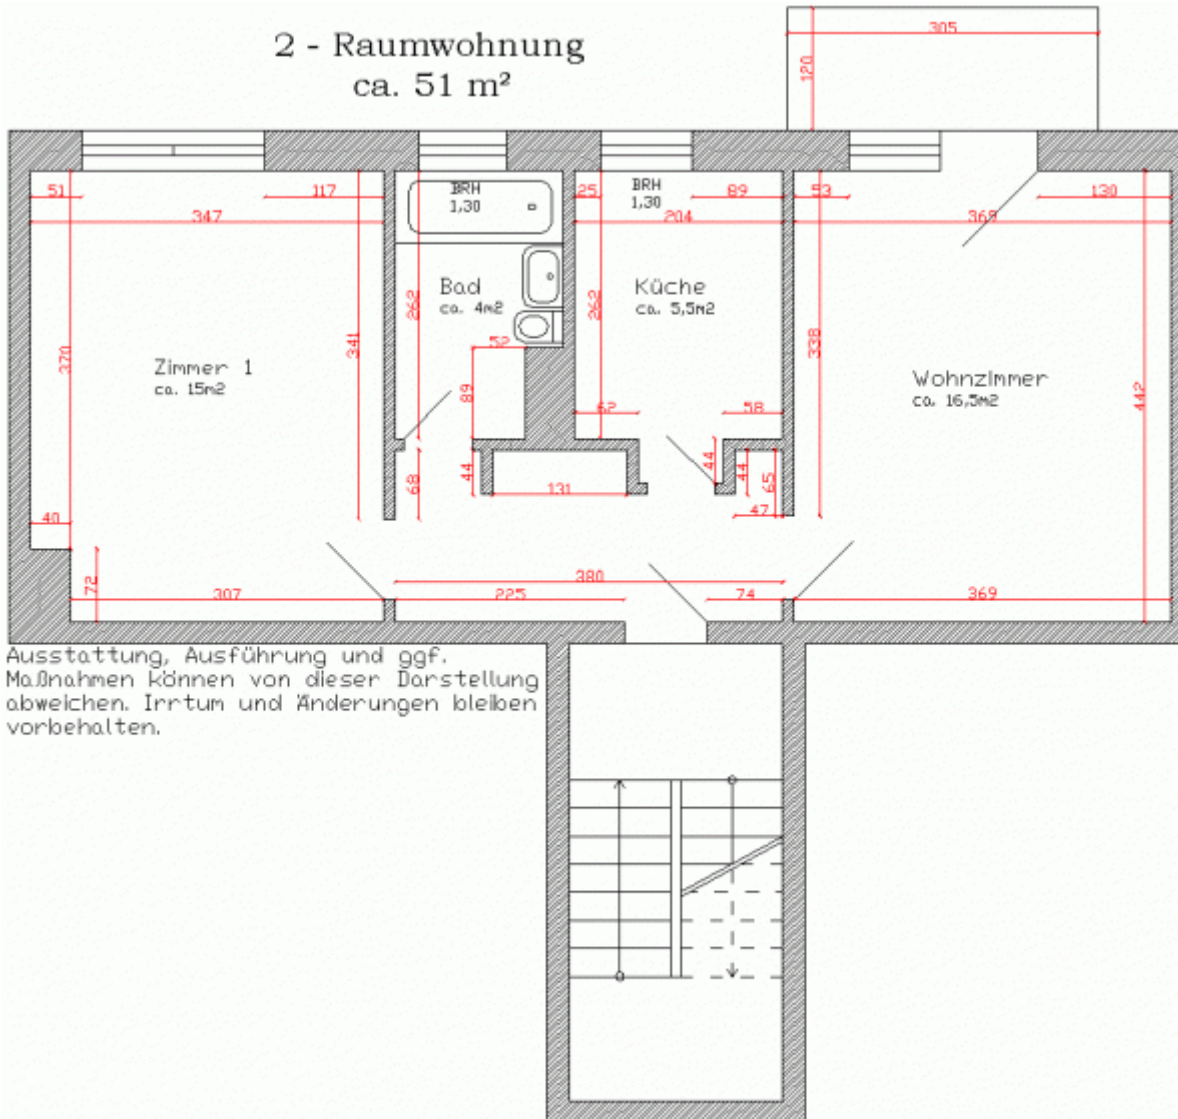 2 - Raumwohnung
ca. 51 m²
305
120
51
117
347
BRH
1,30
25
BRH
1,30
89
204
53
130
369
370
341
262
Bad
ca. 4m2
262
Küche
ca. 5,5m2
338
442
52
89
Zimmer 1
ca. 15m2
Wohnzimmer
ca. 16,5m2
62
58
68
44
131
44
44
65
47
40
72
307
380
225
74
369
Ausstattung, Ausführung und ggf.
Maßnahmen können von dieser Darstellung
abweichen. Irrtum und Änderungen bleiben
vorbehalten.